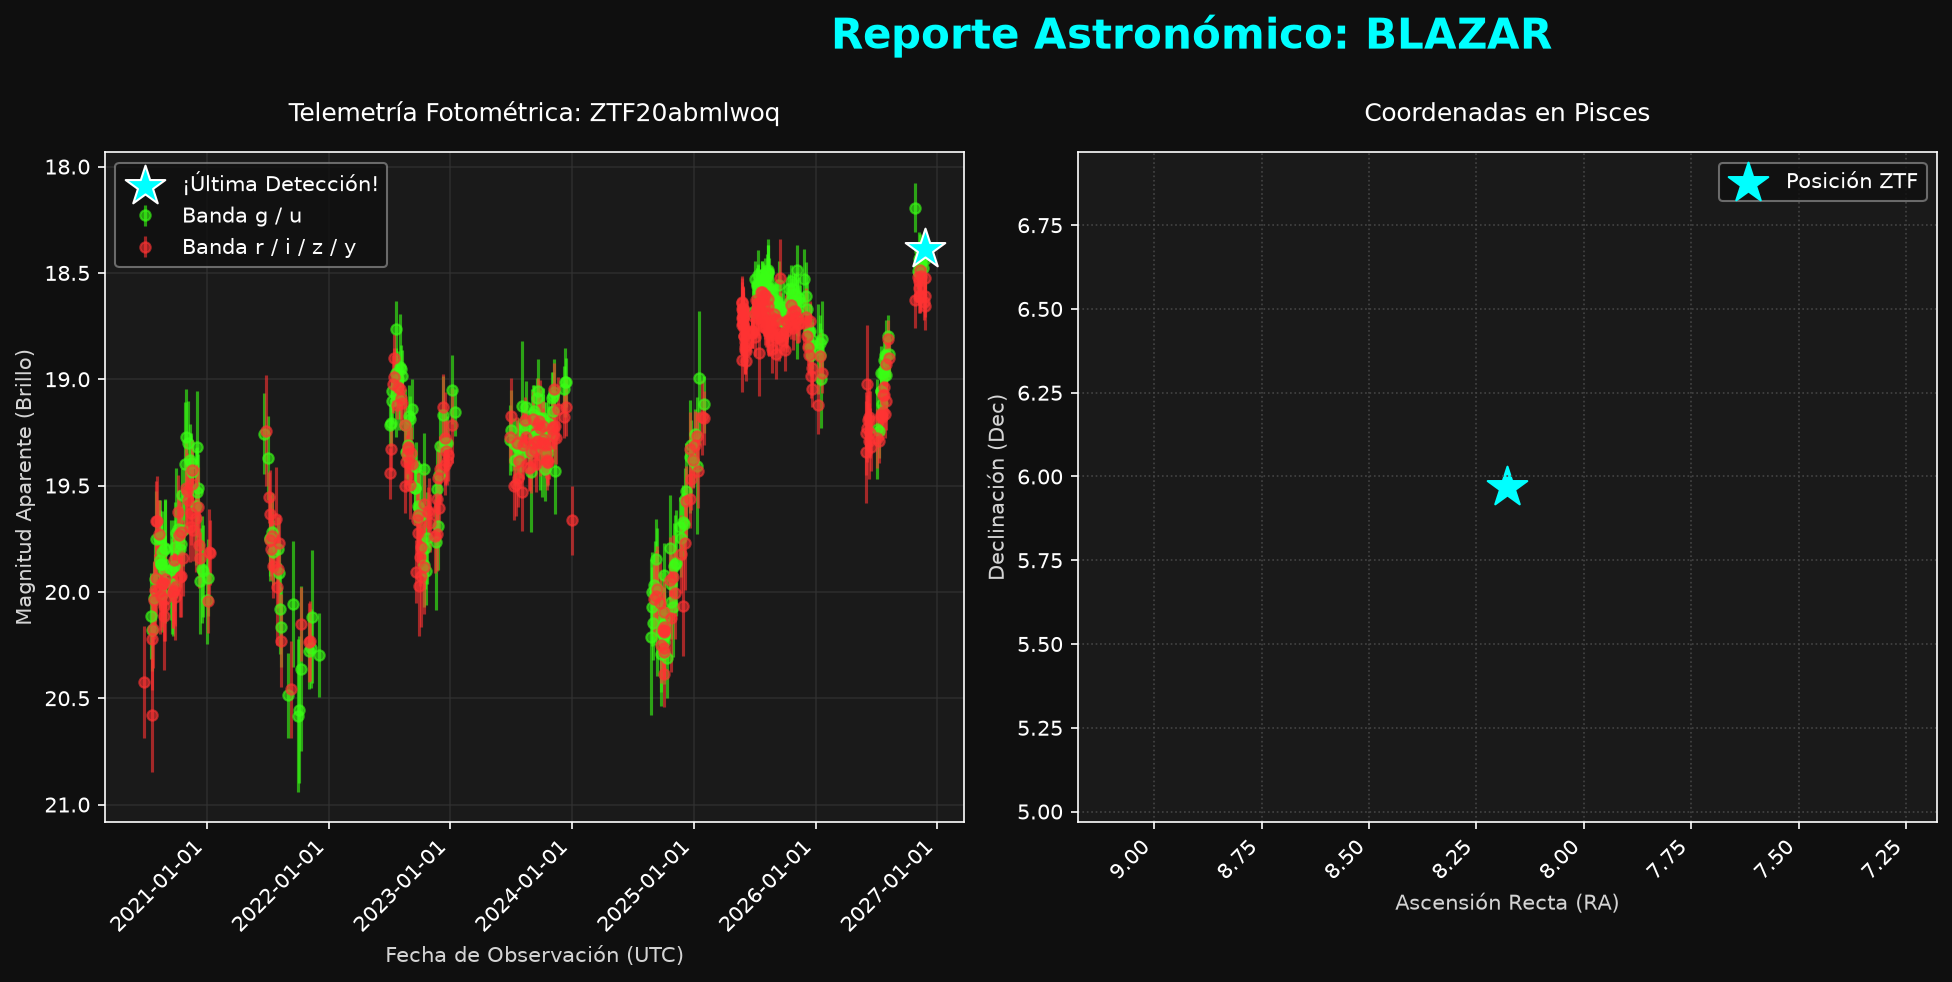 Reporte Astronómico: BLAZAR
Telemetría Fotométrica: ZTF20abmlwoq
¡Última Detección!
Banda g / u
Banda r / i / z / y
Magnitud Aparente (Brillo)
18.0
18.5
19.0
19.5
20.0
20.5
21.0
2021-01-01
2022-01-01
2023-01-01
2024-01-01
2025-01-01
2026-01-01
2027-01-01
Fecha de Observación (UTC)
Coordenadas en Pisces
Posición ZTF
Declinación (Dec)
6.75
6.50
6.25
6.00
5.75
5.50
5.25
5.00
9.00
8.75
8.50
8.25
8.00
7.75
7.50
7.25
Ascensión Recta (RA)